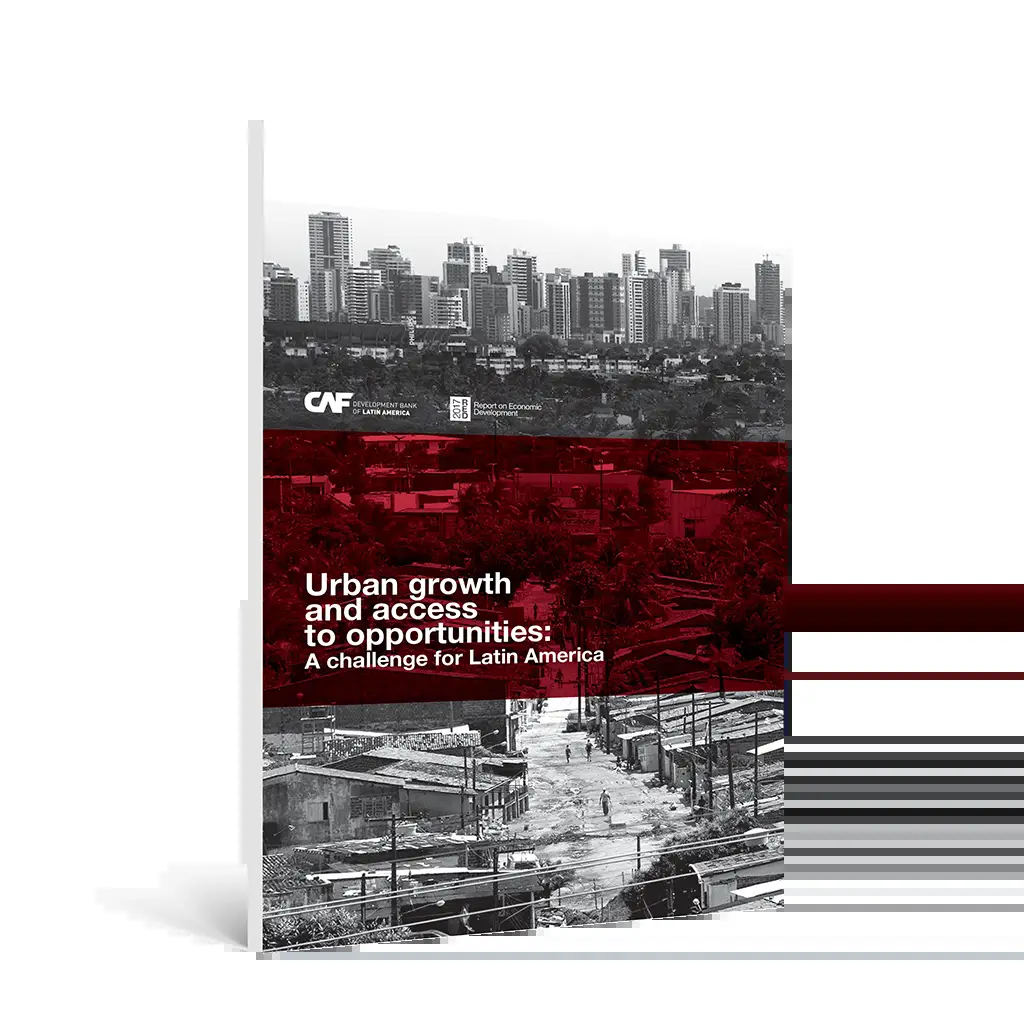 PHILLIPS
CAF DEVELOPMENT BANK
OF LATIN AMERICA
2017
RED
Report on Economic
Development
Urban growth
and access
to opportunities:
A challenge for Latin America